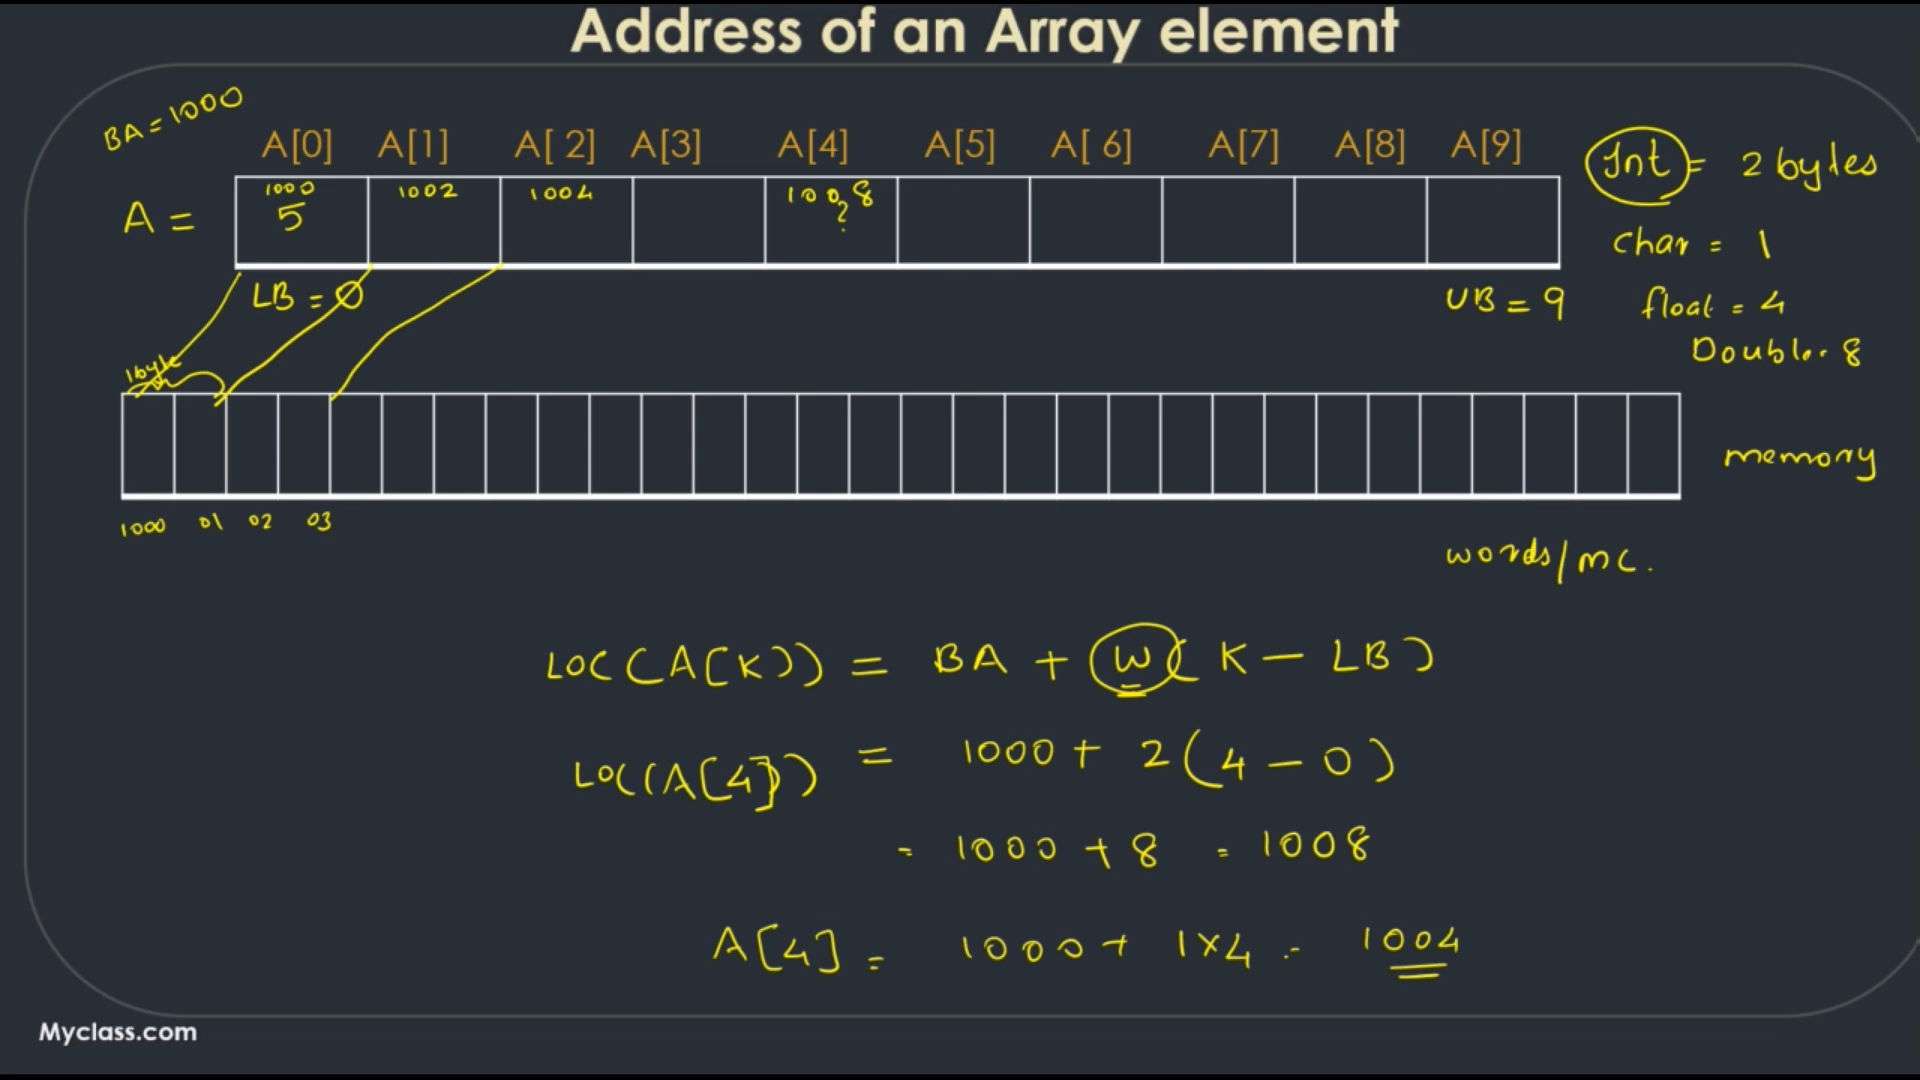 Address of an Array element
BA = 1000
A[0] A[1] A[ 2] A[3] A[4] A[5] A[ 6] A[7] A[8] A[9]
Int = 2 bytes
A =
1000 1002 1004 1008
5 ?
Char = 1
LB = 0
UB = 9
float = 4
Double - 8
1byte
memory
1000 01 02 03
words/mc.
LOC(A[K]) = BA + W(K - LB)
LOC(A[4]) = 1000 + 2(4 - 0)
= 1000 + 8 = 1008
A[4] = 1000 + 1×4 = 1004
Myclass.com